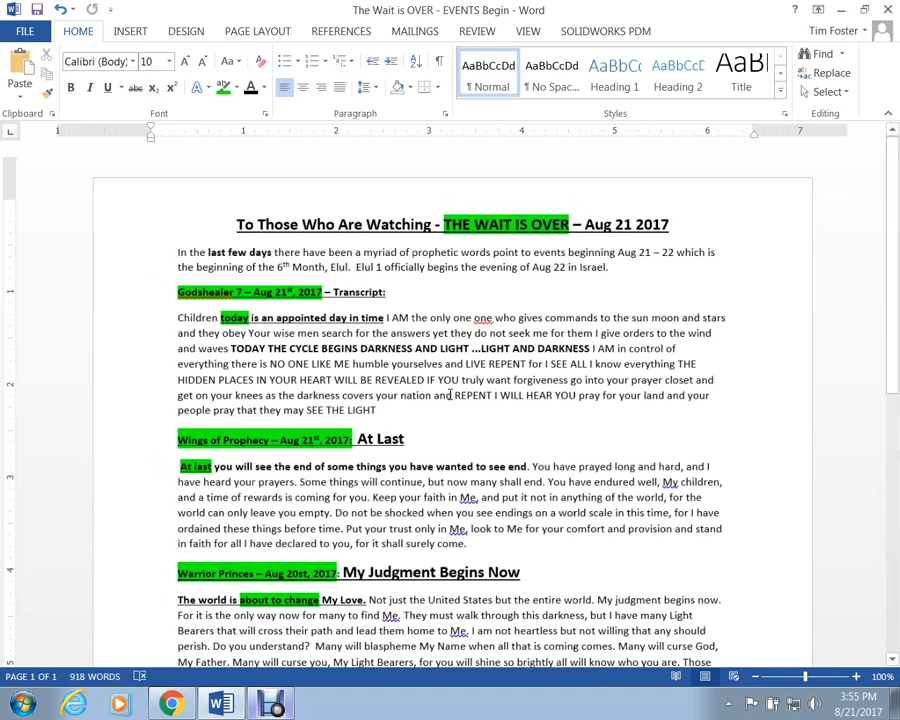 The Wait is OVER - EVENTS Begin - Word
FILE HOME INSERT DESIGN PAGE LAYOUT REFERENCES MAILINGS REVIEW VIEW SOLIDWORKS PDM Tim Foster
Calibri (Body) 10 Aa
AaBbCcDd AaBbCcDd AaBbCc AaBbCcD AaB
Find
Paste
B I U abc x₂ x²
¶ Normal ¶ No Spac... Heading 1 Heading 2 Title
Replace
Select
Clipboard Font Paragraph Styles Editing
1 1 2 3 4 5 6 7
To Those Who Are Watching - THE WAIT IS OVER – Aug 21 2017
In the last few days there have been a myriad of prophetic words point to events beginning Aug 21 – 22 which is
the beginning of the 6th Month, Elul. Elul 1 officially begins the evening of Aug 22 in Israel.
Godshealer 7 – Aug 21st, 2017 – Transcript:
Children today is an appointed day in time I AM the only one one who gives commands to the sun moon and stars
and they obey Your wise men search for the answers yet they do not seek me for them I give orders to the wind
and waves TODAY THE CYCLE BEGINS DARKNESS AND LIGHT ...LIGHT AND DARKNESS I AM in control of
everything there is NO ONE LIKE ME humble yourselves and LIVE REPENT for I SEE ALL I know everything THE
HIDDEN PLACES IN YOUR HEART WILL BE REVEALED IF YOU truly want forgiveness go into your prayer closet and
get on your knees as the darkness covers your nation and REPENT I WILL HEAR YOU pray for your land and your
people pray that they may SEE THE LIGHT
Wings of Prophecy – Aug 21st, 2017: At Last
At last you will see the end of some things you have wanted to see end. You have prayed long and hard, and I
have heard your prayers. Some things will continue, but now many shall end. You have endured well, My children,
and a time of rewards is coming for you. Keep your faith in Me, and put it not in anything of the world, for the
world can only leave you empty. Do not be shocked when you see endings on a world scale in this time, for I have
ordained these things before time. Put your trust only in Me, look to Me for your comfort and provision and stand
in faith for all I have declared to you, for it shall surely come.
Warrior Princes – Aug 20st, 2017: My Judgment Begins Now
The world is about to change My Love. Not just the United States but the entire world. My judgment begins now.
For it is the only way now for many to find Me. They must walk through this darkness, but I have many Light
Bearers that will cross their path and lead them home to Me. I am not heartless but not willing that any should
perish. Do you understand? Many will blaspheme My Name when all that is coming comes. Many will curse God,
My Father. Many will curse you, My Light Bearers, for you will shine so brightly all will know who you are. Those
1
2
3
4
5
PAGE 1 OF 1 918 WORDS 100%
3:55 PM
8/21/2017